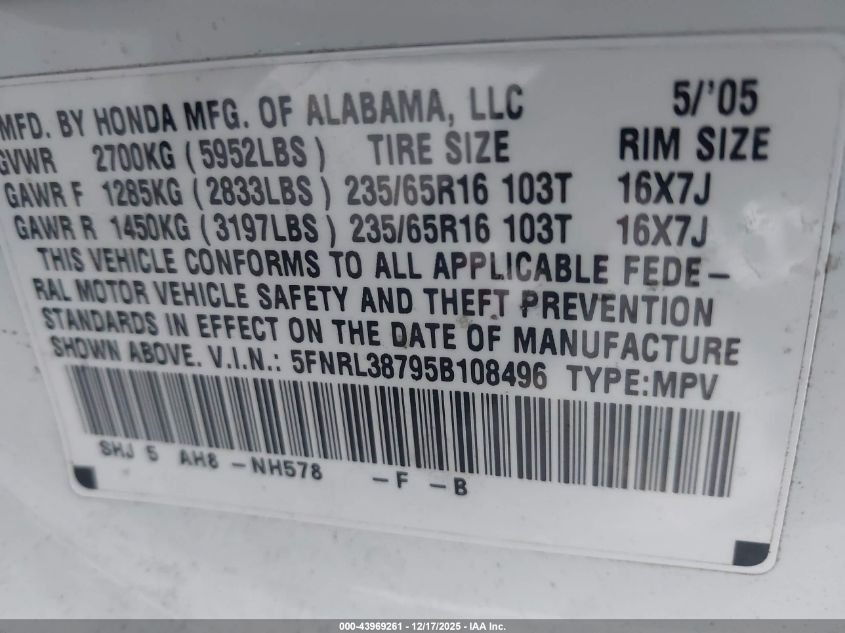 MFD. BY HONDA MFG. OF ALABAMA, LLC 5/'05
GVWR 2700KG (5952LBS) TIRE SIZE RIM SIZE
GAWR F 1285KG (2833LBS) 235/65R16 103T 16X7J
GAWR R 1450KG (3197LBS) 235/65R16 103T 16X7J
THIS VEHICLE CONFORMS TO ALL APPLICABLE FEDE-
RAL MOTOR VEHICLE SAFETY AND THEFT PREVENTION
STANDARDS IN EFFECT ON THE DATE OF MANUFACTURE
SHOWN ABOVE. V.I.N.: 5FNRL38795B108496 TYPE:MPV
SHJ 5 AH8 -NH578 -F -B
000-43969261 - 12/17/2025 - IAA Inc.